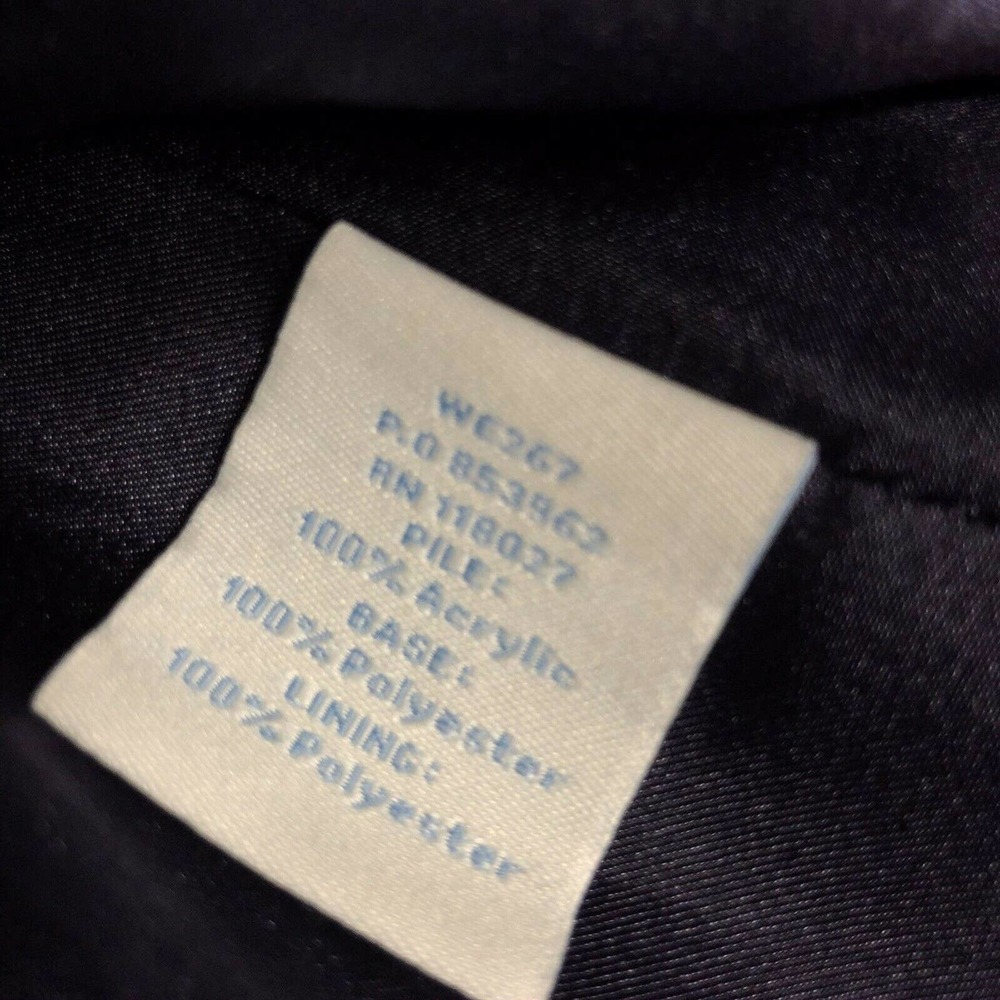 WE267
P.O 853962
RN 118027
PILE:
100% Acrylic
BASE:
100% Polyester
LINING:
100% Polyester